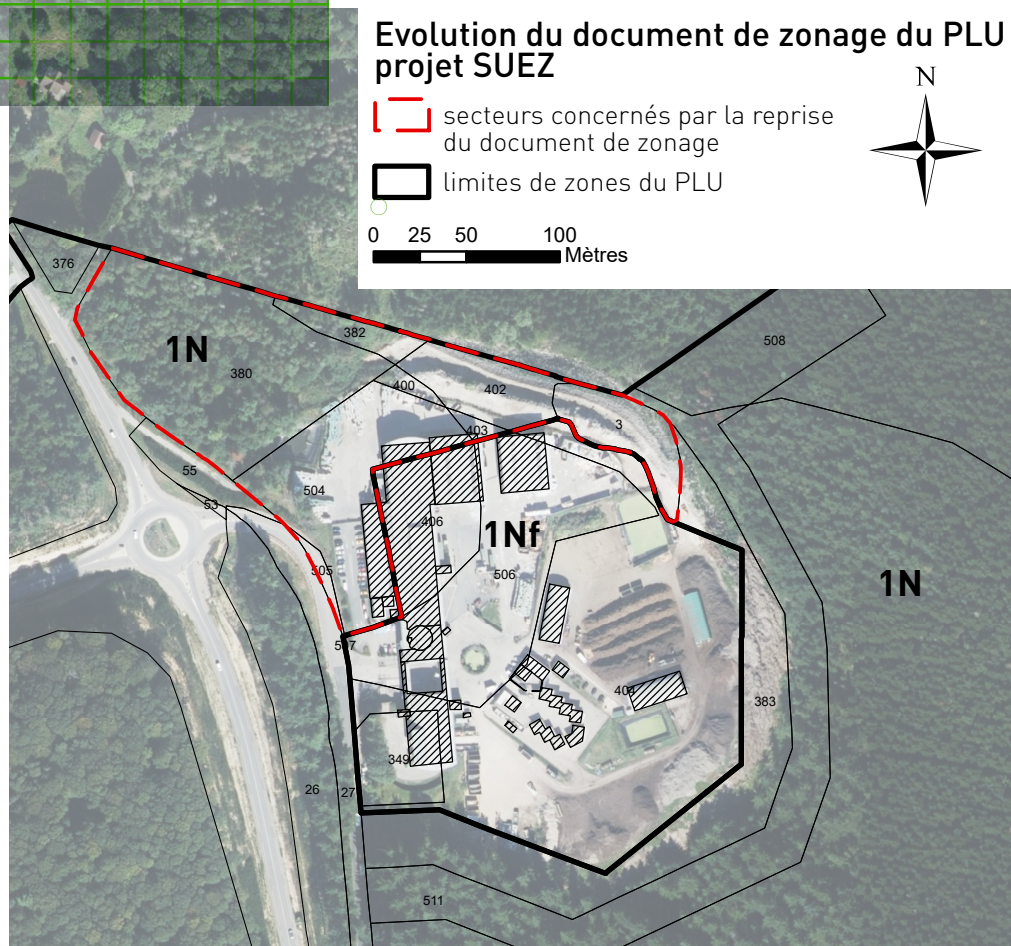 Evolution du document de zonage du PLU
projet SUEZ
N
secteurs concernés par la reprise
du document de zonage
limites de zones du PLU
0 25 50 100
Mètres
376
382
508
1N
380
400
402
3
403
55
504
53
406
1Nf
505
506
1N
507
404
383
349
26
27
511